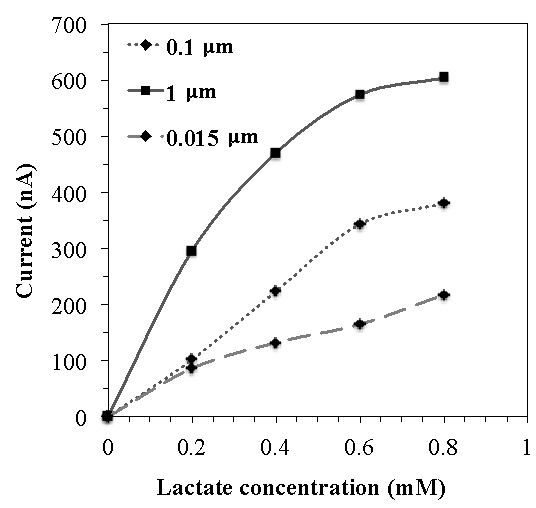 700
600
500
400
300
200
100
0
0.1 µm
1 µm
0.015 µm
Current (nA)
0 0.2 0.4 0.6 0.8 1
Lactate concentration (mM)